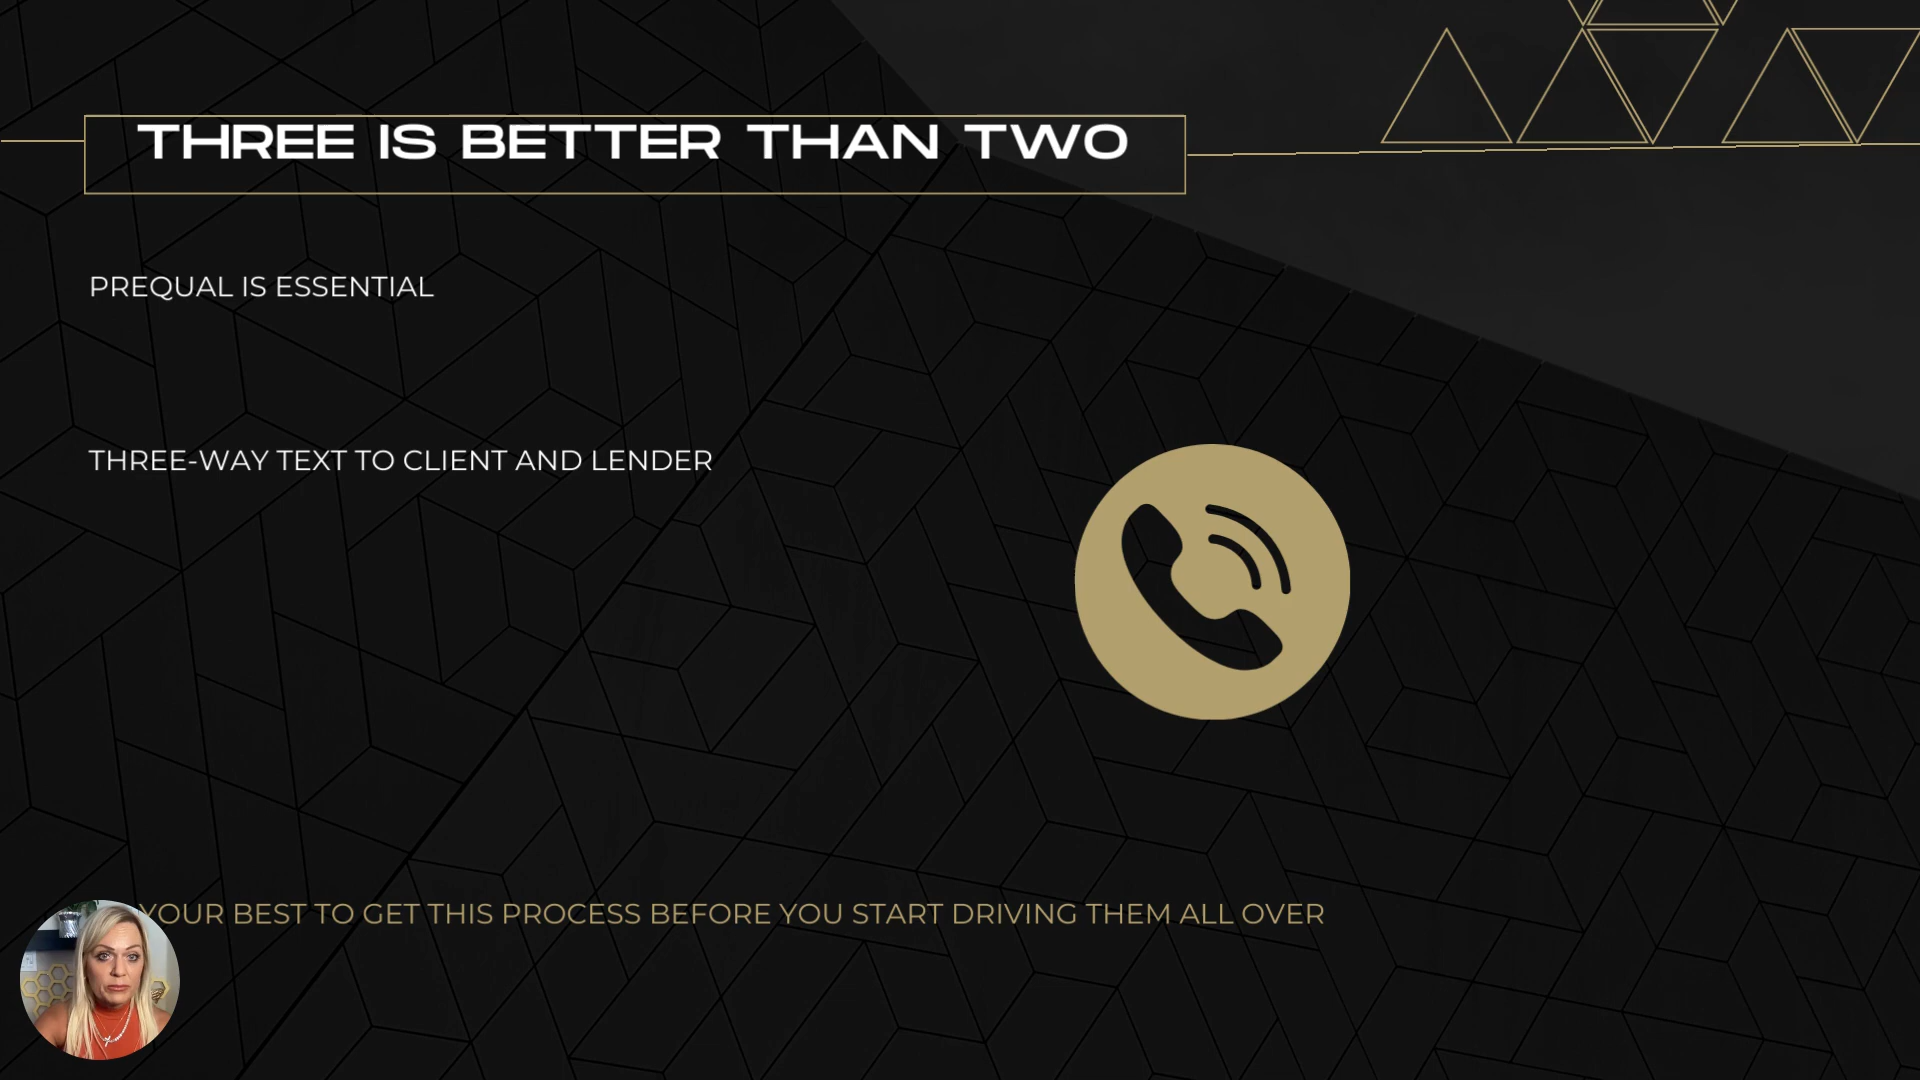 THREE IS BETTER THAN TWO
PREQUAL IS ESSENTIAL
THREE-WAY TEXT TO CLIENT AND LENDER
YOUR BEST TO GET THIS PROCESS BEFORE YOU START DRIVING THEM ALL OVER